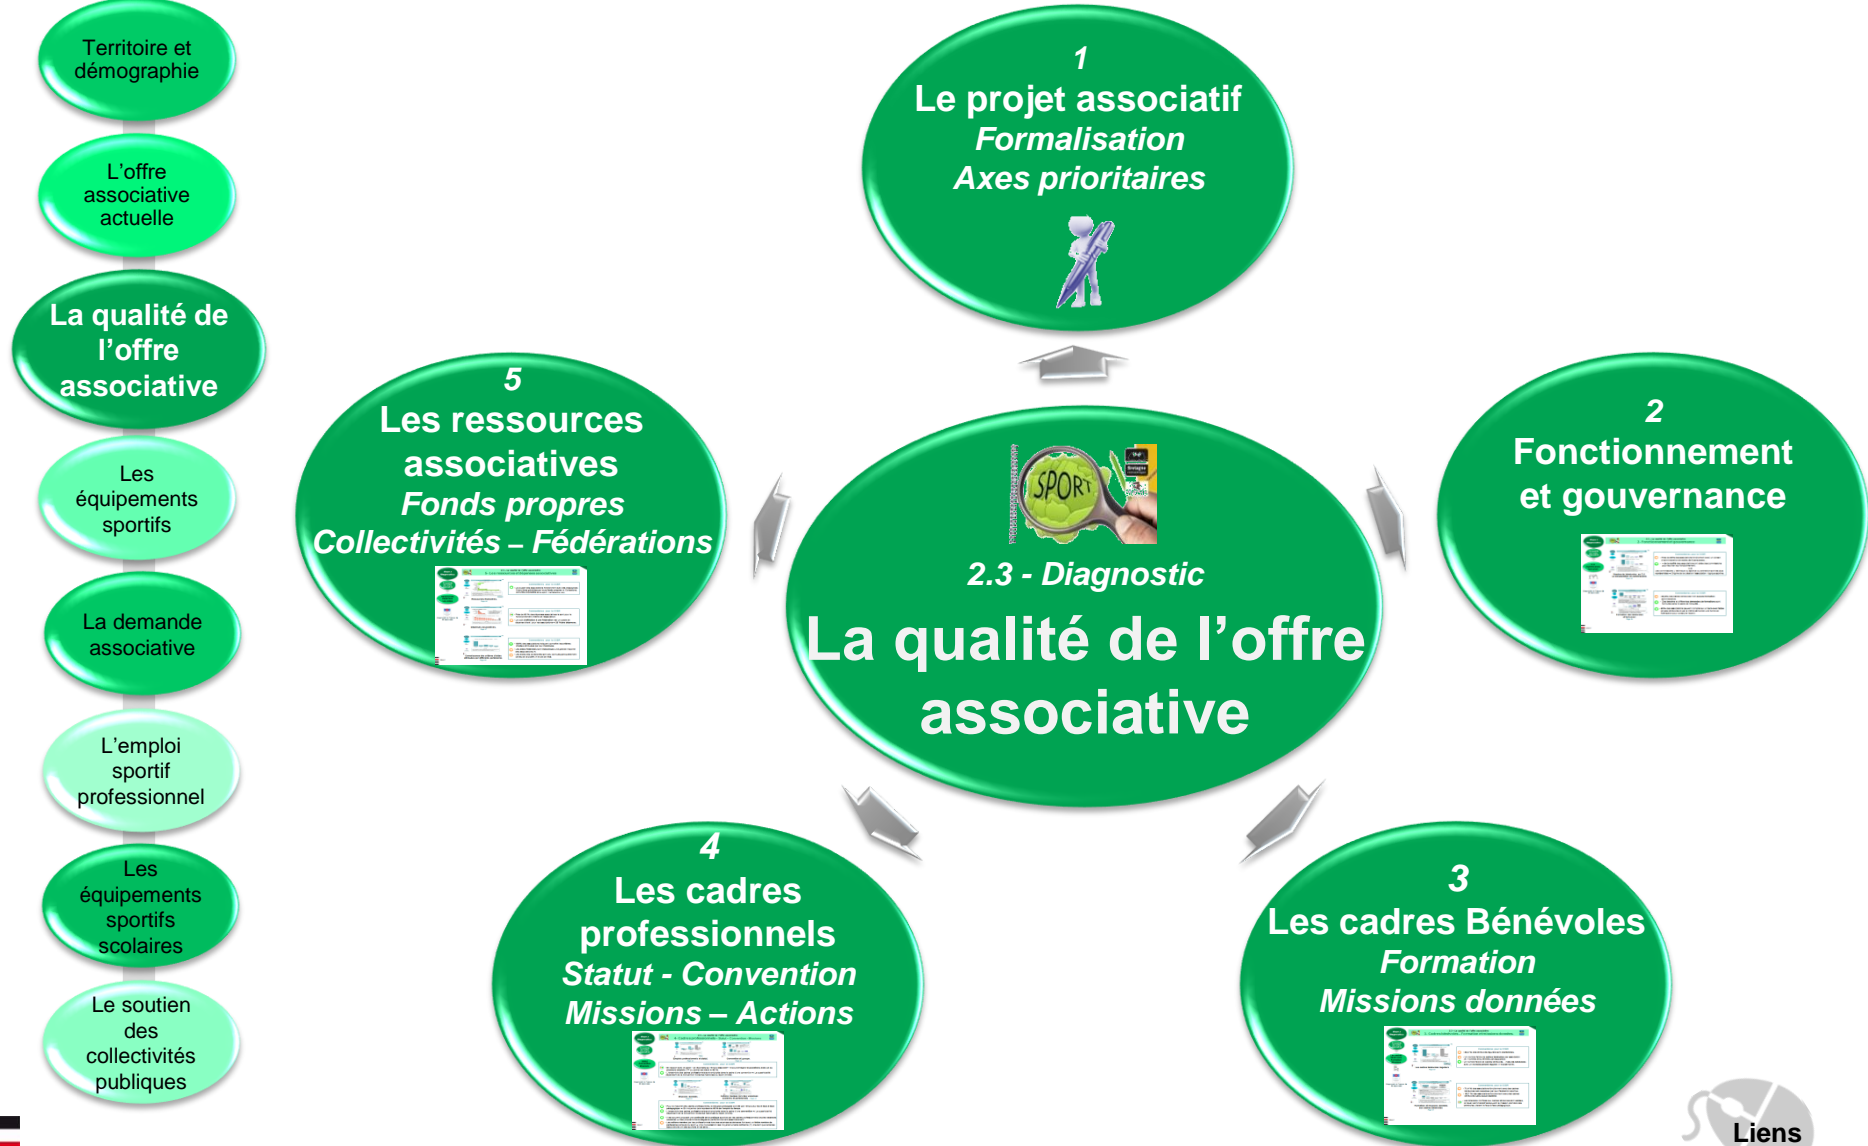 Territoire et
démographie
L'offre
associative
actuelle
La qualité de
l'offre
associative
Les
équipements
sportifs
La demande
associative
L'emploi
sportif
professionnel
Les
équipements
sportifs
scolaires
Le soutien
des
collectivités
publiques
1
Le projet associatif
Formalisation
Axes prioritaires
2
Fonctionnement
et gouvernance
3
Les cadres Bénévoles
Formation
Missions données
4
Les cadres
professionnels
Statut - Convention
Missions – Actions
5
Les ressources
associatives
Fonds propres
Collectivités – Fédérations
SPORT
2.3 - Diagnostic
La qualité de l'offre
associative
Liens